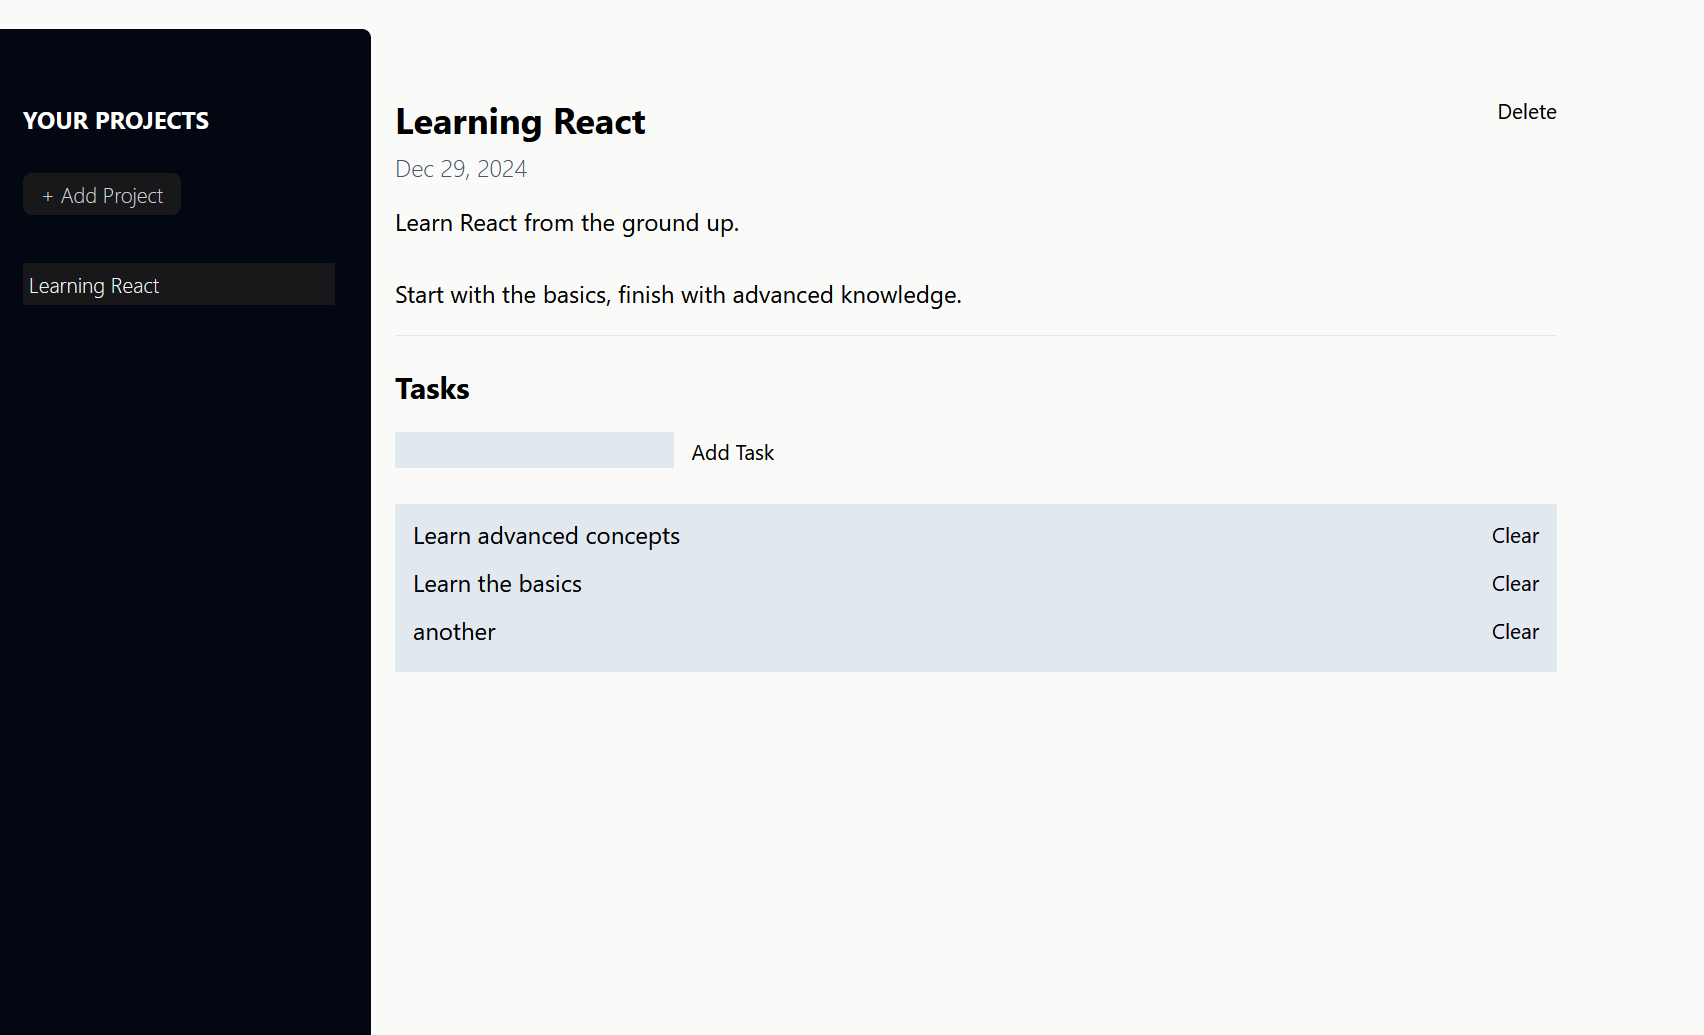 YOUR PROJECTS
+ Add Project
Learning React
Learning React
Delete
Dec 29, 2024
Learn React from the ground up.
Start with the basics, finish with advanced knowledge.
Tasks
Add Task
Learn advanced concepts
Clear
Learn the basics
Clear
another
Clear